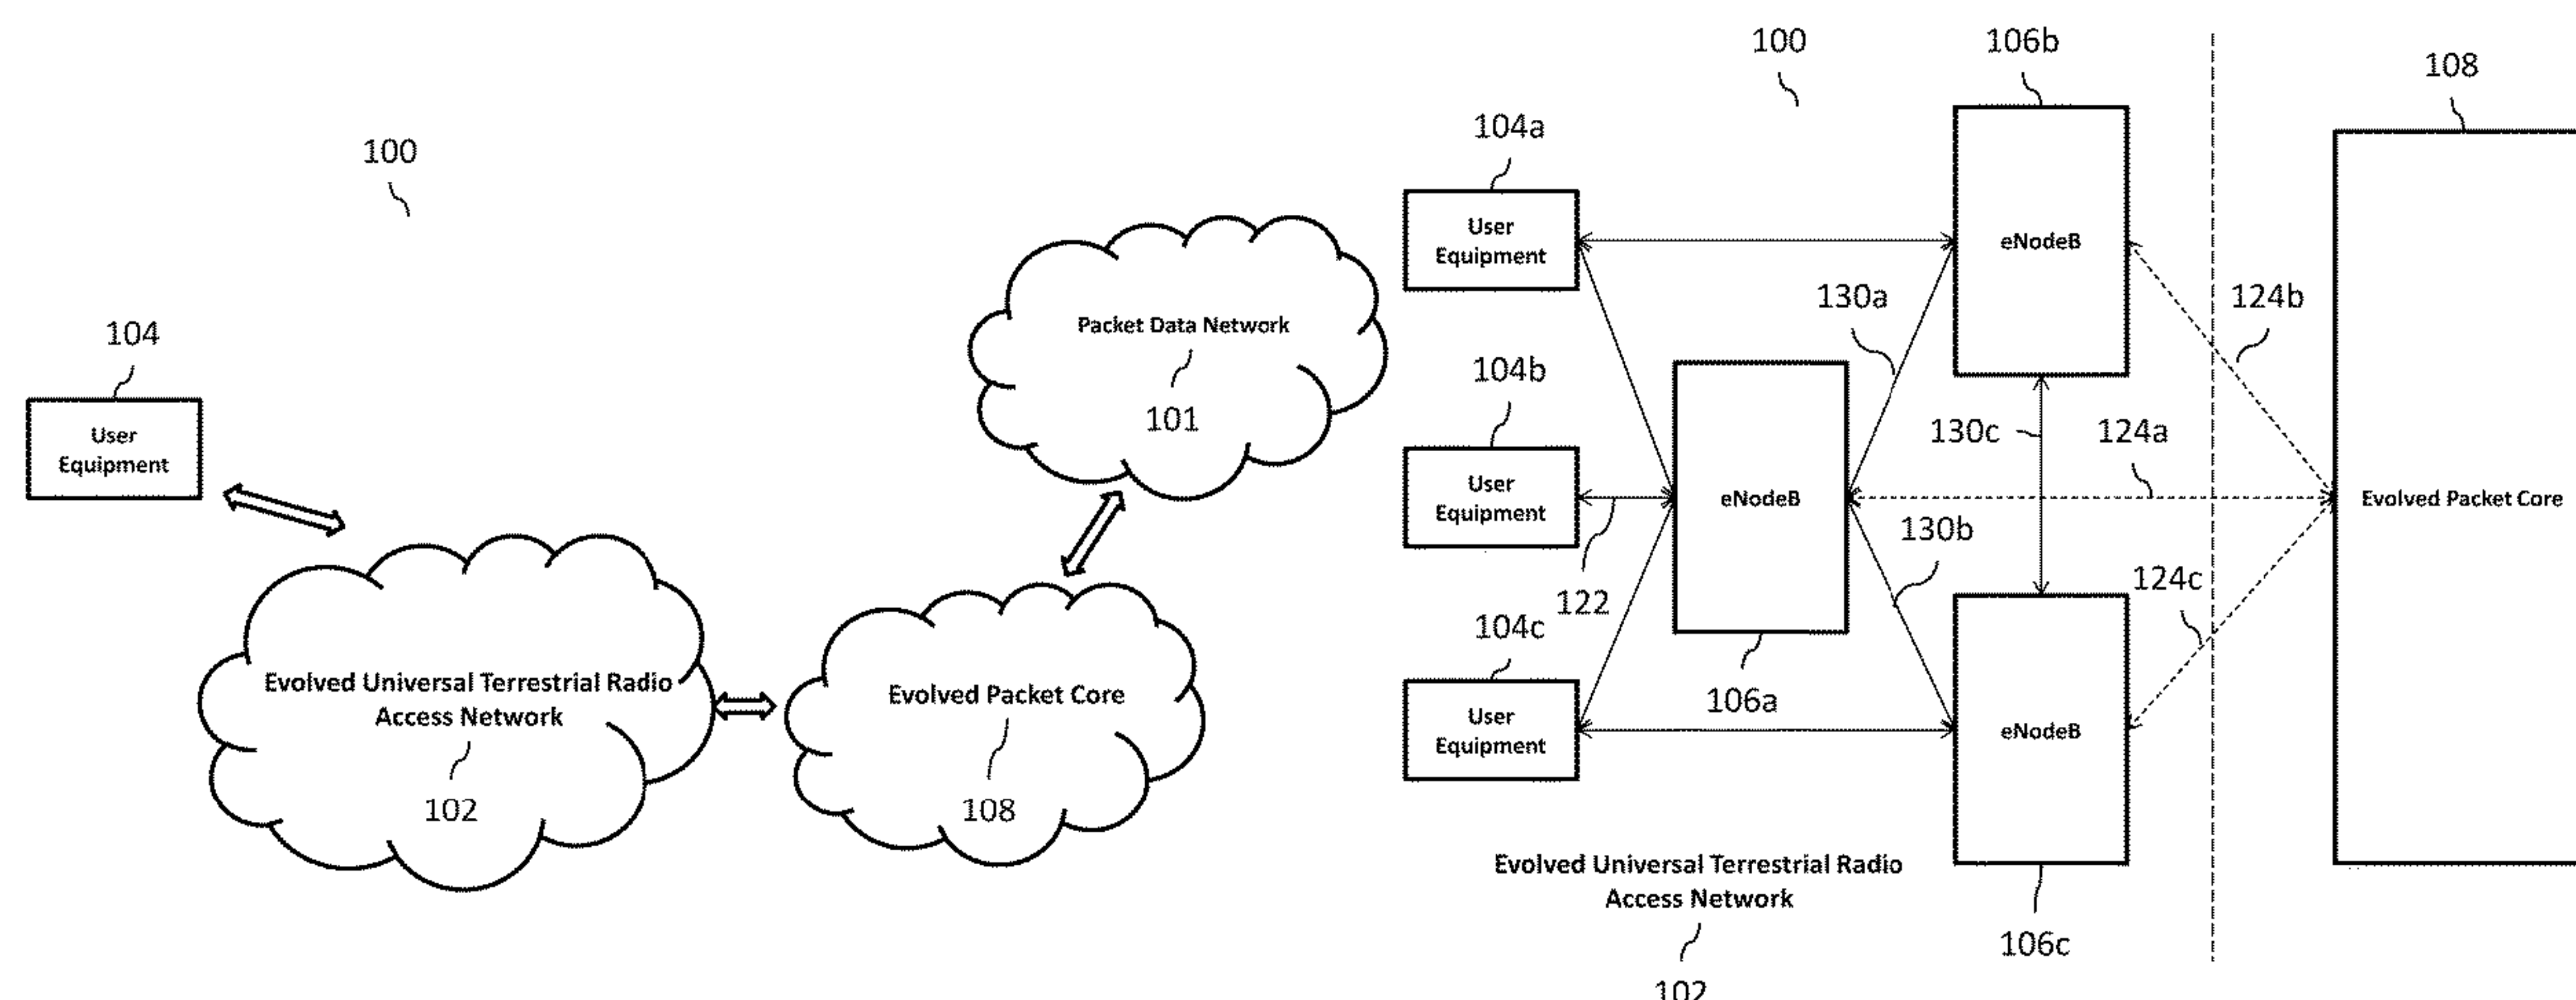 100
104
User
Equipment
Evolved Universal Terrestrial Radio
Access Network
102
Evolved Packet Core
108
Packet Data Network
101
100
106b
108
104a
User
Equipment
eNodeB
130a
124b
104b
User
Equipment
122
eNodeB
130c
124a
Evolved Packet Core
130b
124c
104c
User
Equipment
106a
eNodeB
Evolved Universal Terrestrial Radio
Access Network
106c
102